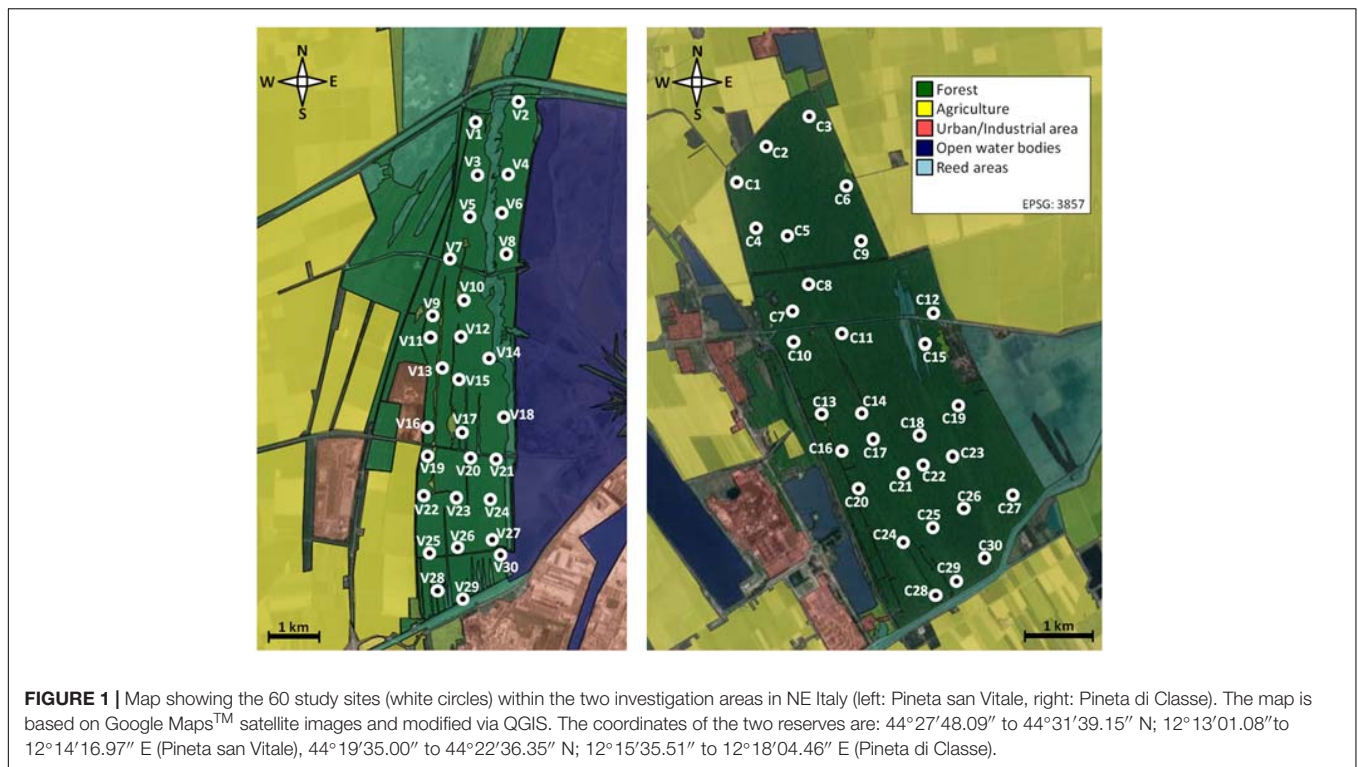 N
W E
S
V2
V1
V3
V4
V5
V6
V7
V8
V10
V9
V11
V12
V14
V13
V15
V16
V17
V18
V19
V20
V21
V22
V23
V24
V25
V26
V27
V30
V28
V29
1 km
N
W E
S
C3
C2
C1
C6
C4
C5
C9
C8
C7
C12
C11
C10
C15
C13
C14
C19
C18
C16
C17
C23
C22
C21
C20
C26
C27
C25
C24
C30
C29
C28
1 km
Forest
Agriculture
Urban/Industrial area
Open water bodies
Reed areas
EPSG: 3857
FIGURE 1 | Map showing the 60 study sites (white circles) within the two investigation areas in NE Italy (left: Pineta san Vitale, right: Pineta di Classe). The map is
based on Google Maps™ satellite images and modified via QGIS. The coordinates of the two reserves are: 44°27′48.09″ to 44°31′39.15″ N; 12°13′01.08″to
12°14′16.97″ E (Pineta san Vitale), 44°19′35.00″ to 44°22′36.35″ N; 12°15′35.51″ to 12°18′04.46″ E (Pineta di Classe).